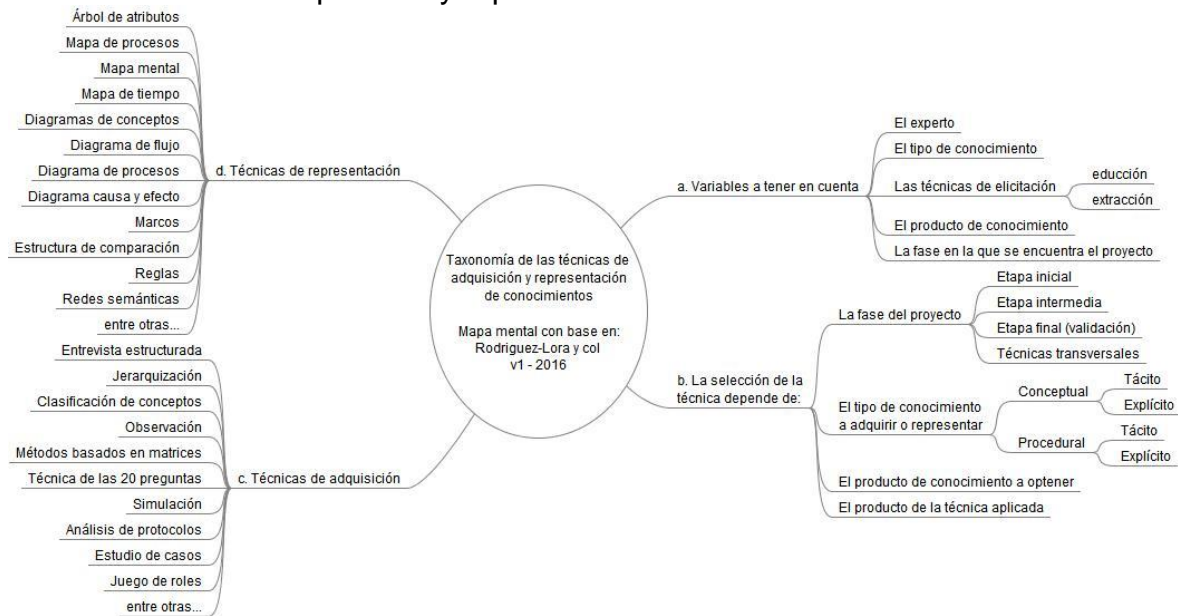 Árbol de atributos
Mapa de procesos
Mapa mental
Mapa de tiempo
Diagramas de conceptos
Diagrama de flujo
Diagrama de procesos
Diagrama causa y efecto
Marcos
Estructura de comparación
Reglas
Redes semánticas
entre otras...
d. Técnicas de representación
Entrevista estructurada
Jerarquización
Clasificación de conceptos
Observación
Métodos basados en matrices
Técnica de las 20 preguntas
Simulación
Análisis de protocolos
Estudio de casos
Juego de roles
entre otras...
c. Técnicas de adquisición
Taxonomía de las técnicas de
adquisición y representación
de conocimientos
Mapa mental con base en:
Rodriguez-Lora y col
v1 - 2016
a. Variables a tener en cuenta
El experto
El tipo de conocimiento
Las técnicas de elicitación
educción
extracción
El producto de conocimiento
La fase en la que se encuentra el proyecto
b. La selección de la
técnica depende de:
La fase del proyecto
Etapa inicial
Etapa intermedia
Etapa final (validación)
Técnicas transversales
El tipo de conocimiento
a adquirir o representar
Conceptual
Tácito
Explícito
Procedural
Tácito
Explícito
El producto de conocimiento a optener
El producto de la técnica aplicada